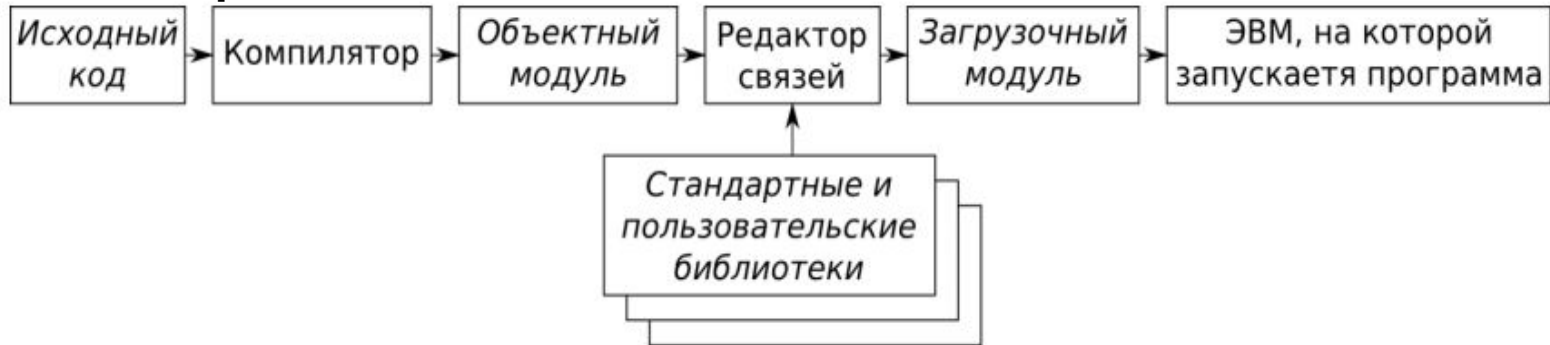 Исходный
код
Компилятор
Объектный
модуль
Редактор
связей
Загрузочный
модуль
ЭВМ, на которой
запускаетя программа
Стандартные и
пользовательские
библиотеки